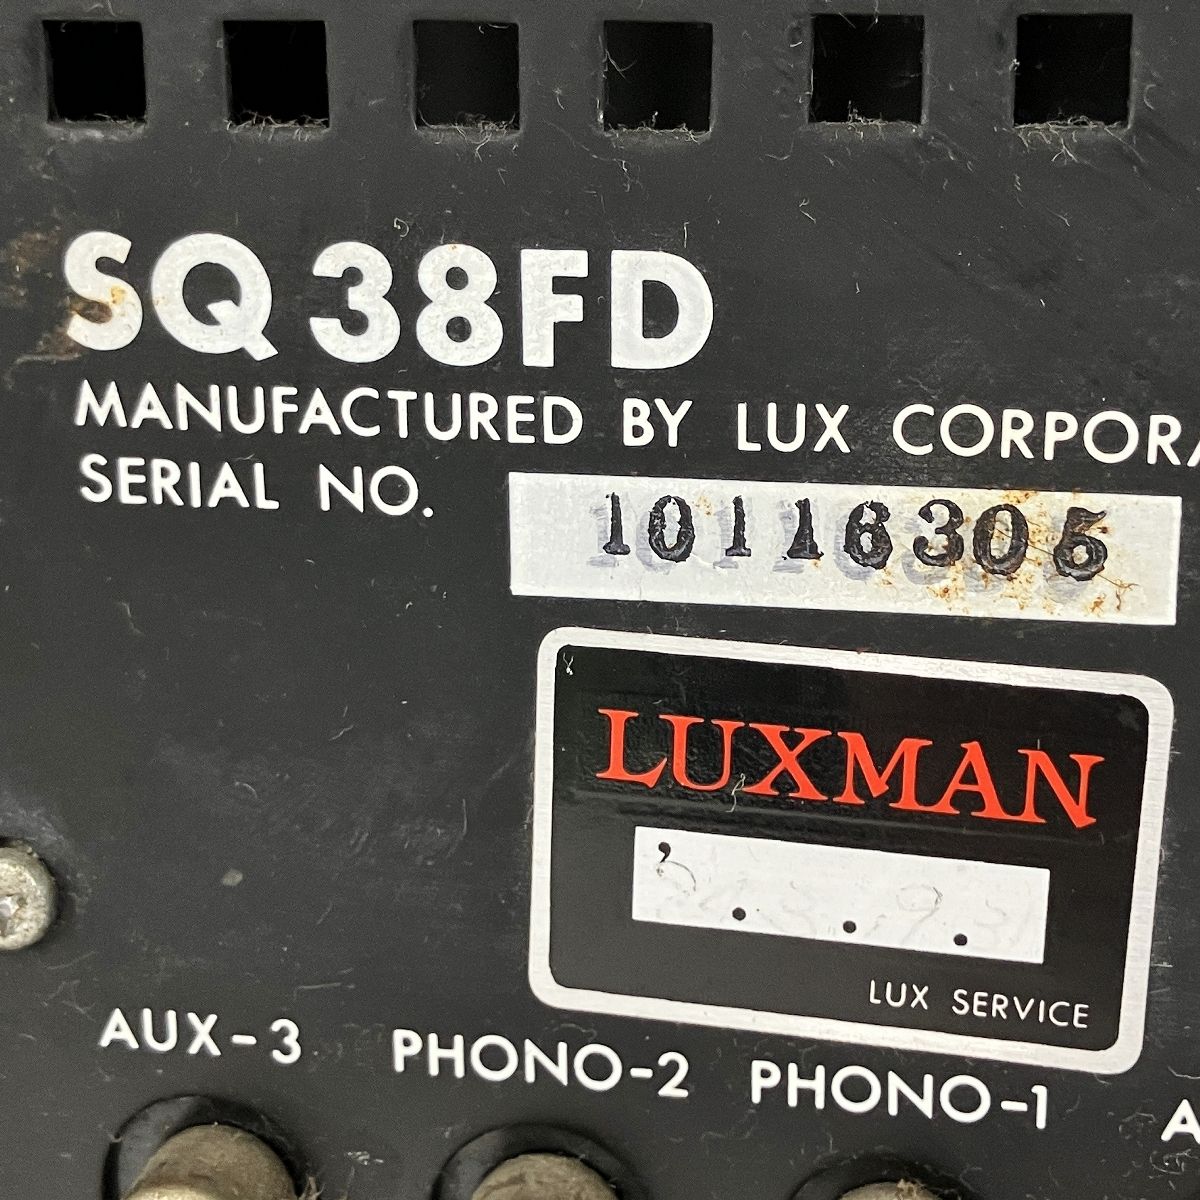 SQ 38FD
MANUFACTURED BY LUX CORPORA
SERIAL NO. 10116305
LUXMAN
LUX SERVICE
AUX-3 PHONO-2 PHONO-1 A